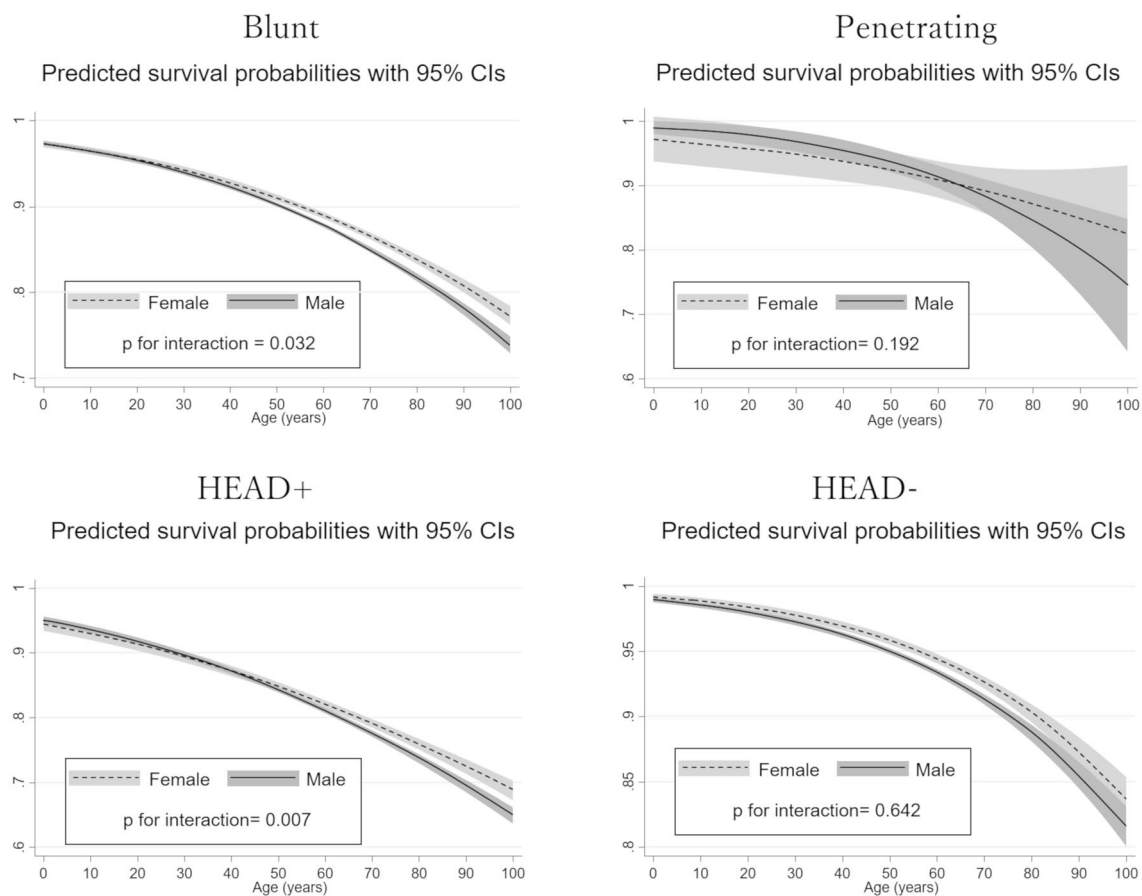 Blunt
Predicted survival probabilities with 95% CIs
1
.9
.8
.7
Female
Male
p for interaction = 0.032
0 10 20 30 40 50 60 70 80 90 100
Age (years)
Penetrating
Predicted survival probabilities with 95% CIs
1
.9
.8
.7
.6
Female
Male
p for interaction= 0.192
0 10 20 30 40 50 60 70 80 90 100
Age (years)
HEAD+
Predicted survival probabilities with 95% CIs
1
.9
.8
.7
.6
Female
Male
p for interaction= 0.007
0 10 20 30 40 50 60 70 80 90 100
Age (years)
HEAD-
Predicted survival probabilities with 95% CIs
1
.95
.9
.85
.8
Female
Male
p for interaction= 0.642
0 10 20 30 40 50 60 70 80 90 100
Age (years)